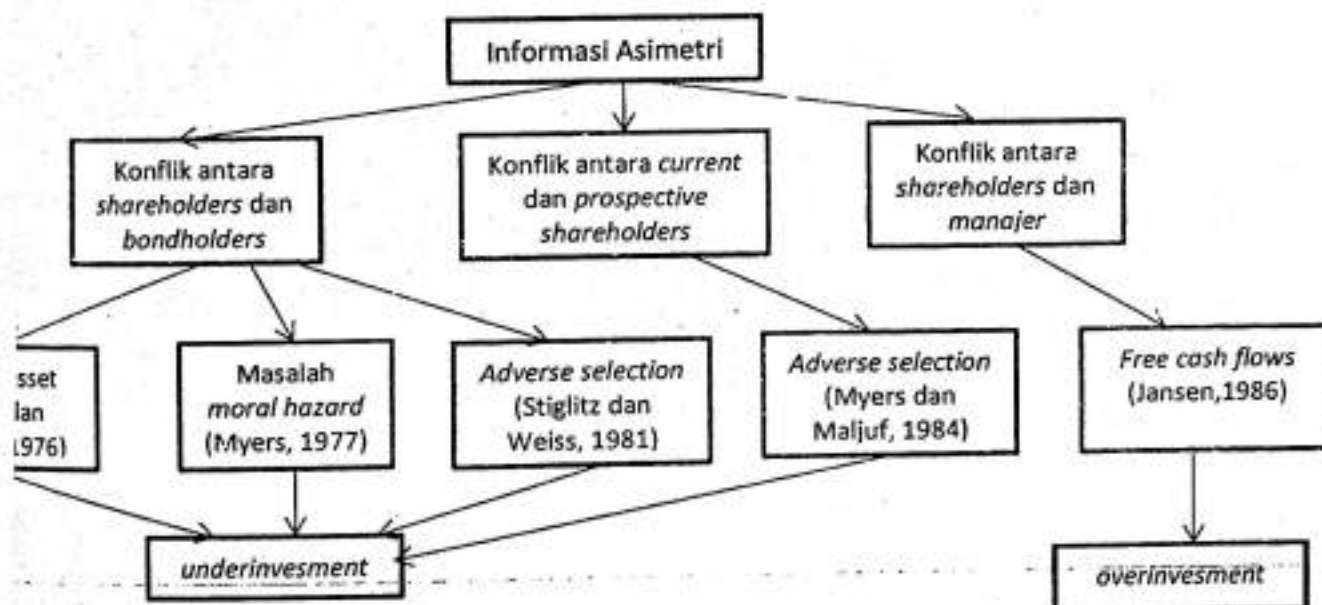 Informasi Asimetri
Konflik antara
shareholders dan
bondholders
Konflik antara current
dan prospective
shareholders
Konflik antara
shareholders dan
manajer
sset
lan
1976)
Masalah
moral hazard
(Myers, 1977)
Adverse selection
(Stiglitz dan
Weiss, 1981)
Adverse selection
(Myers dan
Maljuf, 1984)
Free cash flows
(Jansen,1986)
underinvesment
overinvesment